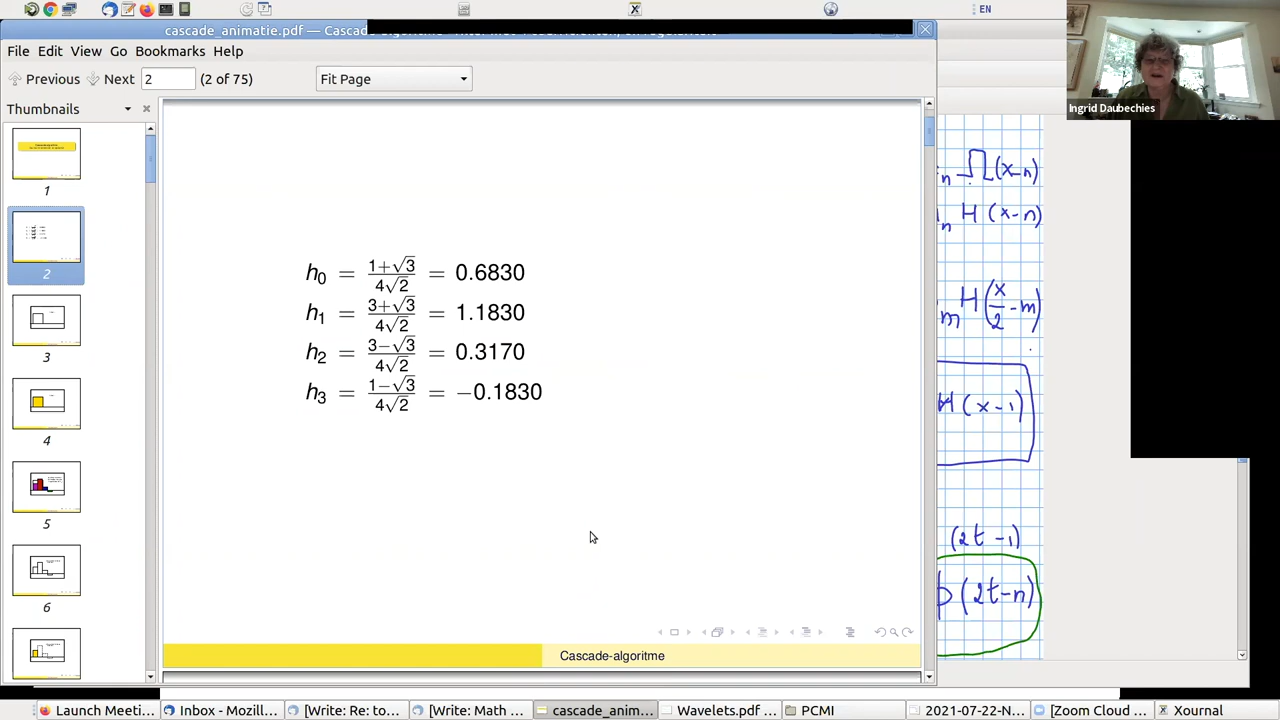 EN
cascade_animatie.pdf — Casca
File Edit View Go Bookmarks Help
Previous Next 2 (2 of 75) Fit Page
Thumbnails
1
2
3
4
5
6
h₀ = (1+√3)/(4√2) = 0.6830
h₁ = (3+√3)/(4√2) = 1.1830
h₂ = (3−√3)/(4√2) = 0.3170
h₃ = (1−√3)/(4√2) = −0.1830
Cascade-algoritme
Ingrid Daubechies
n (x-n)
n H (x-n)
m H(x/2 - m)
H (x-1)
(2t-1)
(2t-n)
Launch Meeti... Inbox - Mozill... [Write: Re: to... [Write: Math ... cascade_anim... Wavelets.pdf ... PCMI 2021-07-22-N... [Zoom Cloud ... Xournal